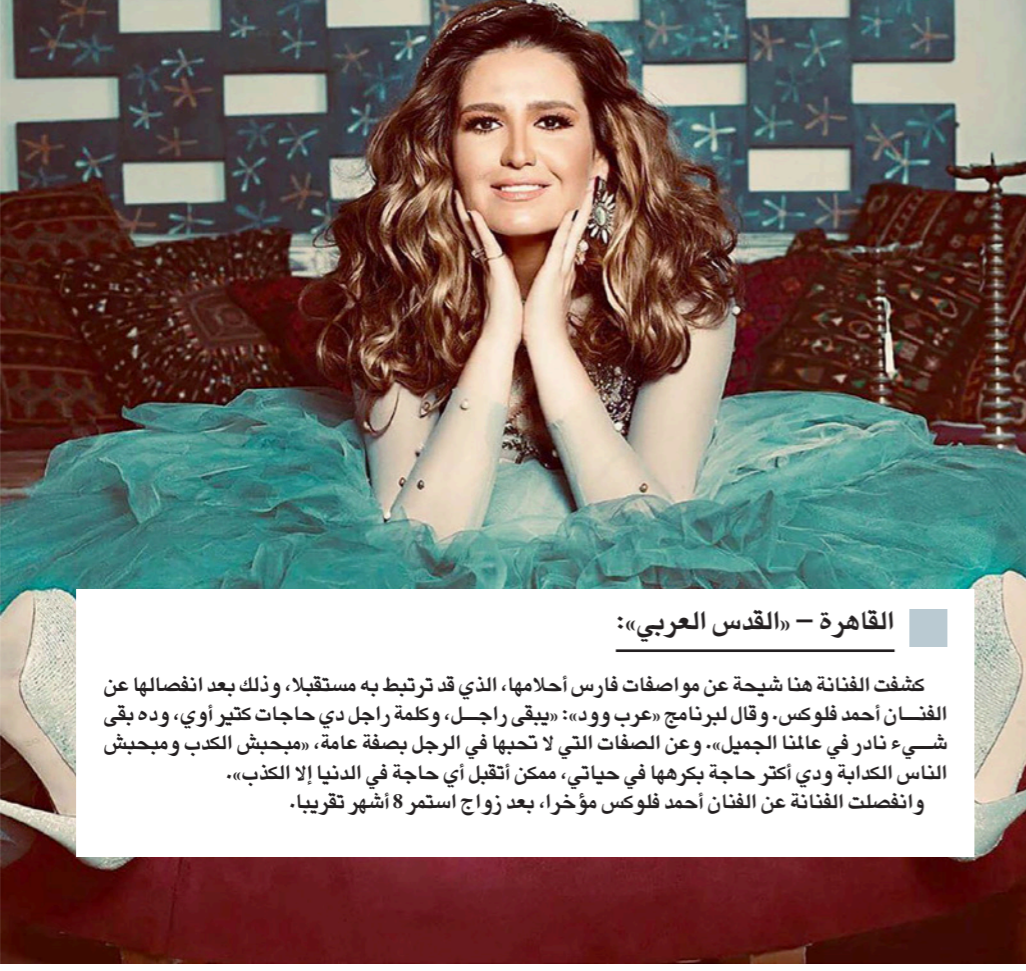 القاهرة – «القدس العربي»:
كشفت الفنانة هنا شيحة عن مواصفات فارس أحلامها، الذي قد ترتبط به مستقبلا، وذلك بعد انفصالها عن
الفنـــان أحمد فلوكس. وقال لبرنامج «عرب وود»: «يبقى راجـــل، وكلمة راجل دي حاجات كتير أوي، وده بقى
شـــيء نادر في عالمنا الجميل». وعن الصفات التي لا تحبها في الرجل بصفة عامة، «مبحبش الكدب ومبحبش
الناس الكدابة ودي أكتر حاجة بكرهها في حياتي، ممكن أتقبل أي حاجة في الدنيا إلا الكذب».
وانفصلت الفنانة عن الفنان أحمد فلوكس مؤخرا، بعد زواج استمر 8 أشهر تقريبا.